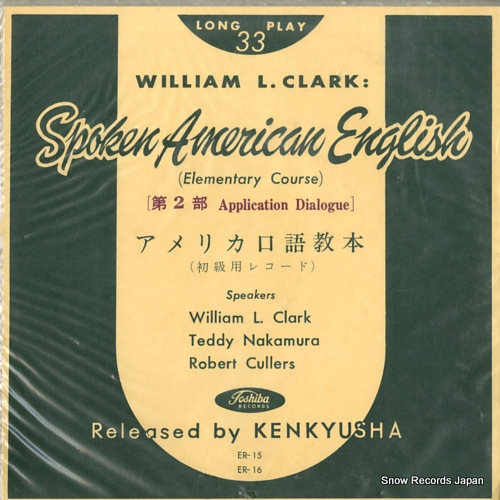 LONG PLAY
33
WILLIAM L. CLARK:
Spoken American English
(Elementary Course)
[第2部 Application Dialogue]
アメリカ口語教本
(初級用レコード)
Speakers
William L. Clark
Teddy Nakamura
Robert Cullers
Toshiba
RECORDS
Released by KENKYUSHA
ER-15
ER-16
Snow Records Japan